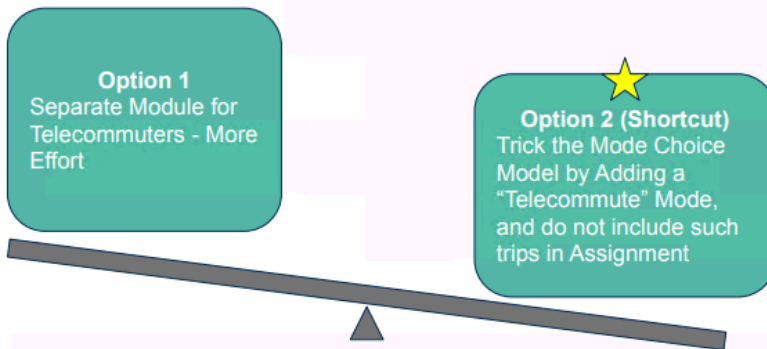 Option 1
Separate Module for
Telecommuters - More
Effort
Option 2 (Shortcut)
Trick the Mode Choice
Model by Adding a
“Telecommute” Mode,
and do not include such
trips in Assignment